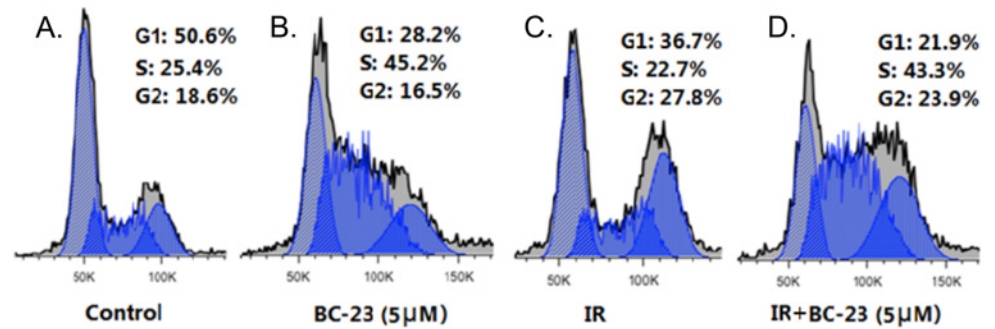 A.
G1: 50.6%
S: 25.4%
G2: 18.6%
50K 100K
Control
B.
G1: 28.2%
S: 45.2%
G2: 16.5%
50K 100K 150K
BC-23 (5μM)
C.
G1: 36.7%
S: 22.7%
G2: 27.8%
50K 100K
IR
D.
G1: 21.9%
S: 43.3%
G2: 23.9%
50K 100K 150K
IR+BC-23 (5μM)